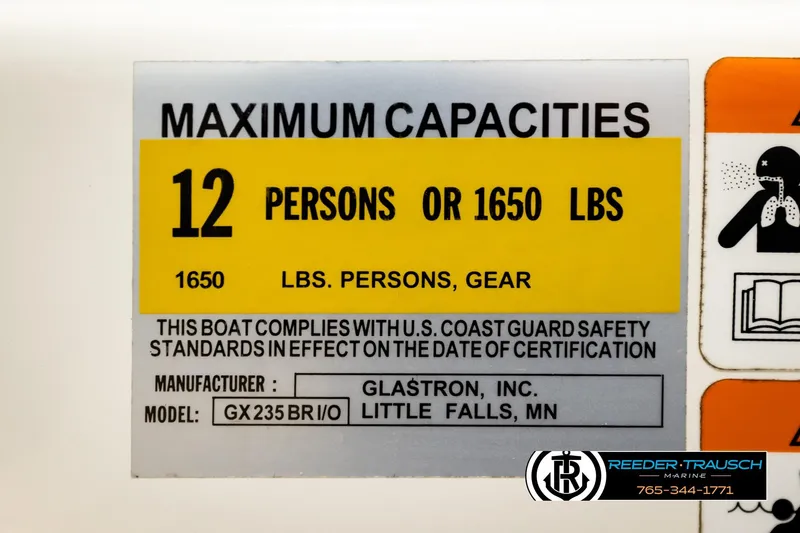 MAXIMUM CAPACITIES
12 PERSONS OR 1650 LBS
1650 LBS. PERSONS, GEAR
THIS BOAT COMPLIES WITH U.S. COAST GUARD SAFETY
STANDARDS IN EFFECT ON THE DATE OF CERTIFICATION
MANUFACTURER : GLASTRON, INC.
MODEL: GX235BR I/O LITTLE FALLS, MN
TR
REEDER·TRAUSCH
MARINE
765-344-1771